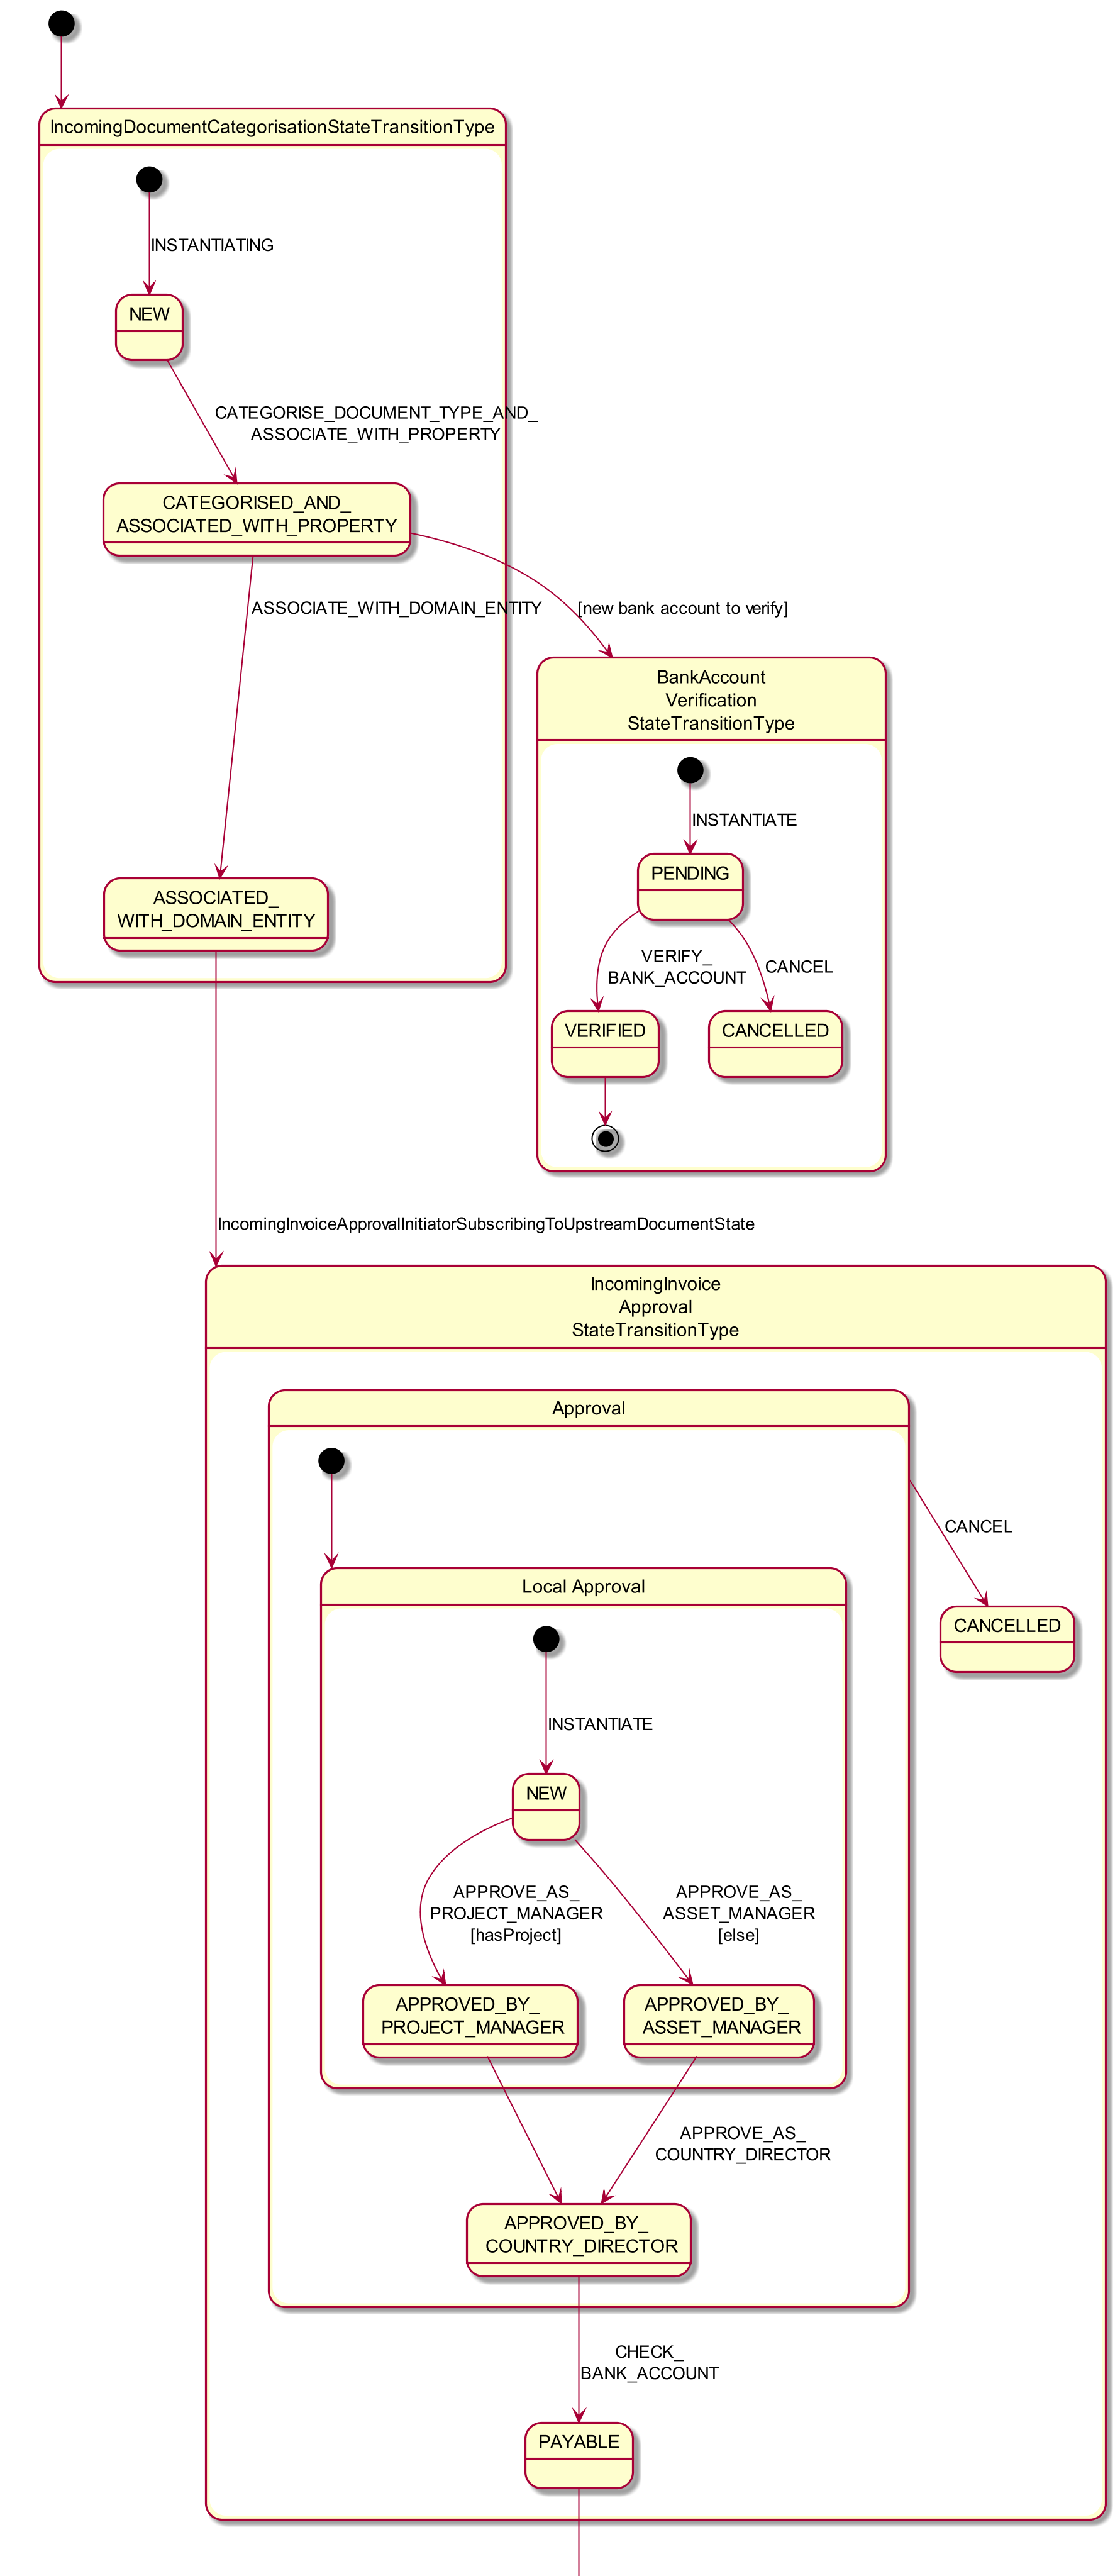 IncomingDocumentCategorisationStateTransitionType
INSTANTIATING
NEW
CATEGORISE_DOCUMENT_TYPE_AND_
ASSOCIATE_WITH_PROPERTY
CATEGORISED_AND_
ASSOCIATED_WITH_PROPERTY
ASSOCIATE_WITH_DOMAIN_ENTITY
[new bank account to verify]
BankAccount
Verification
StateTransitionType
INSTANTIATE
PENDING
VERIFY_
BANK_ACCOUNT
CANCEL
VERIFIED
CANCELLED
ASSOCIATED_
WITH_DOMAIN_ENTITY
IncomingInvoiceApprovalInitiatorSubscribingToUpstreamDocumentState
IncomingInvoice
Approval
StateTransitionType
Approval
CANCEL
CANCELLED
Local Approval
INSTANTIATE
NEW
APPROVE_AS_
PROJECT_MANAGER
[hasProject]
APPROVE_AS_
ASSET_MANAGER
[else]
APPROVED_BY_
PROJECT_MANAGER
APPROVED_BY_
ASSET_MANAGER
APPROVE_AS_
COUNTRY_DIRECTOR
APPROVED_BY_
COUNTRY_DIRECTOR
CHECK_
BANK_ACCOUNT
PAYABLE